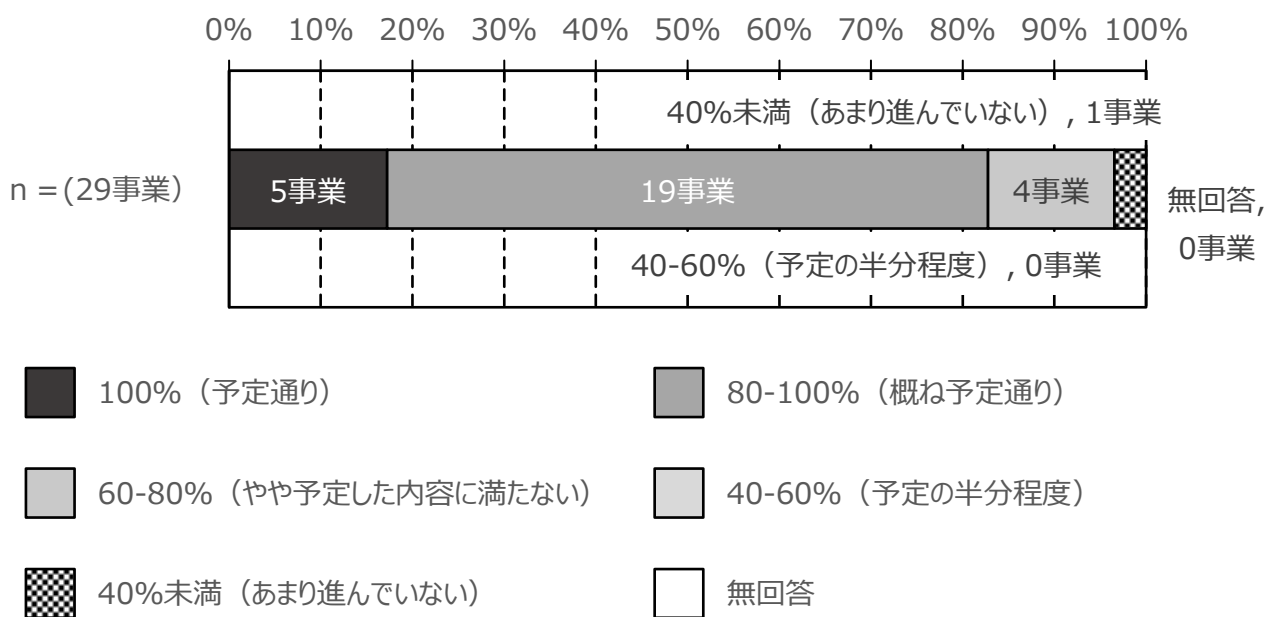 0% 10% 20% 30% 40% 50% 60% 70% 80% 90% 100%
40%未満（あまり進んでいない）, 1事業
n =(29事業） 5事業 19事業 4事業 無回答,
0事業
40-60%（予定の半分程度）, 0事業
100%（予定通り） 80-100%（概ね予定通り）
60-80%（やや予定した内容に満たない） 40-60%（予定の半分程度）
40%未満（あまり進んでいない） 無回答